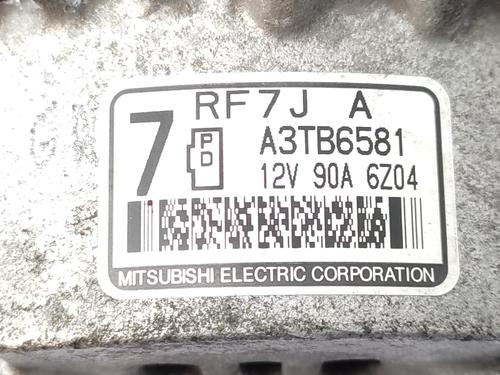 RF7J A
7
P
D
A3TB6581
12V 90A 6Z04
MITSUBISHI ELECTRIC CORPORATION